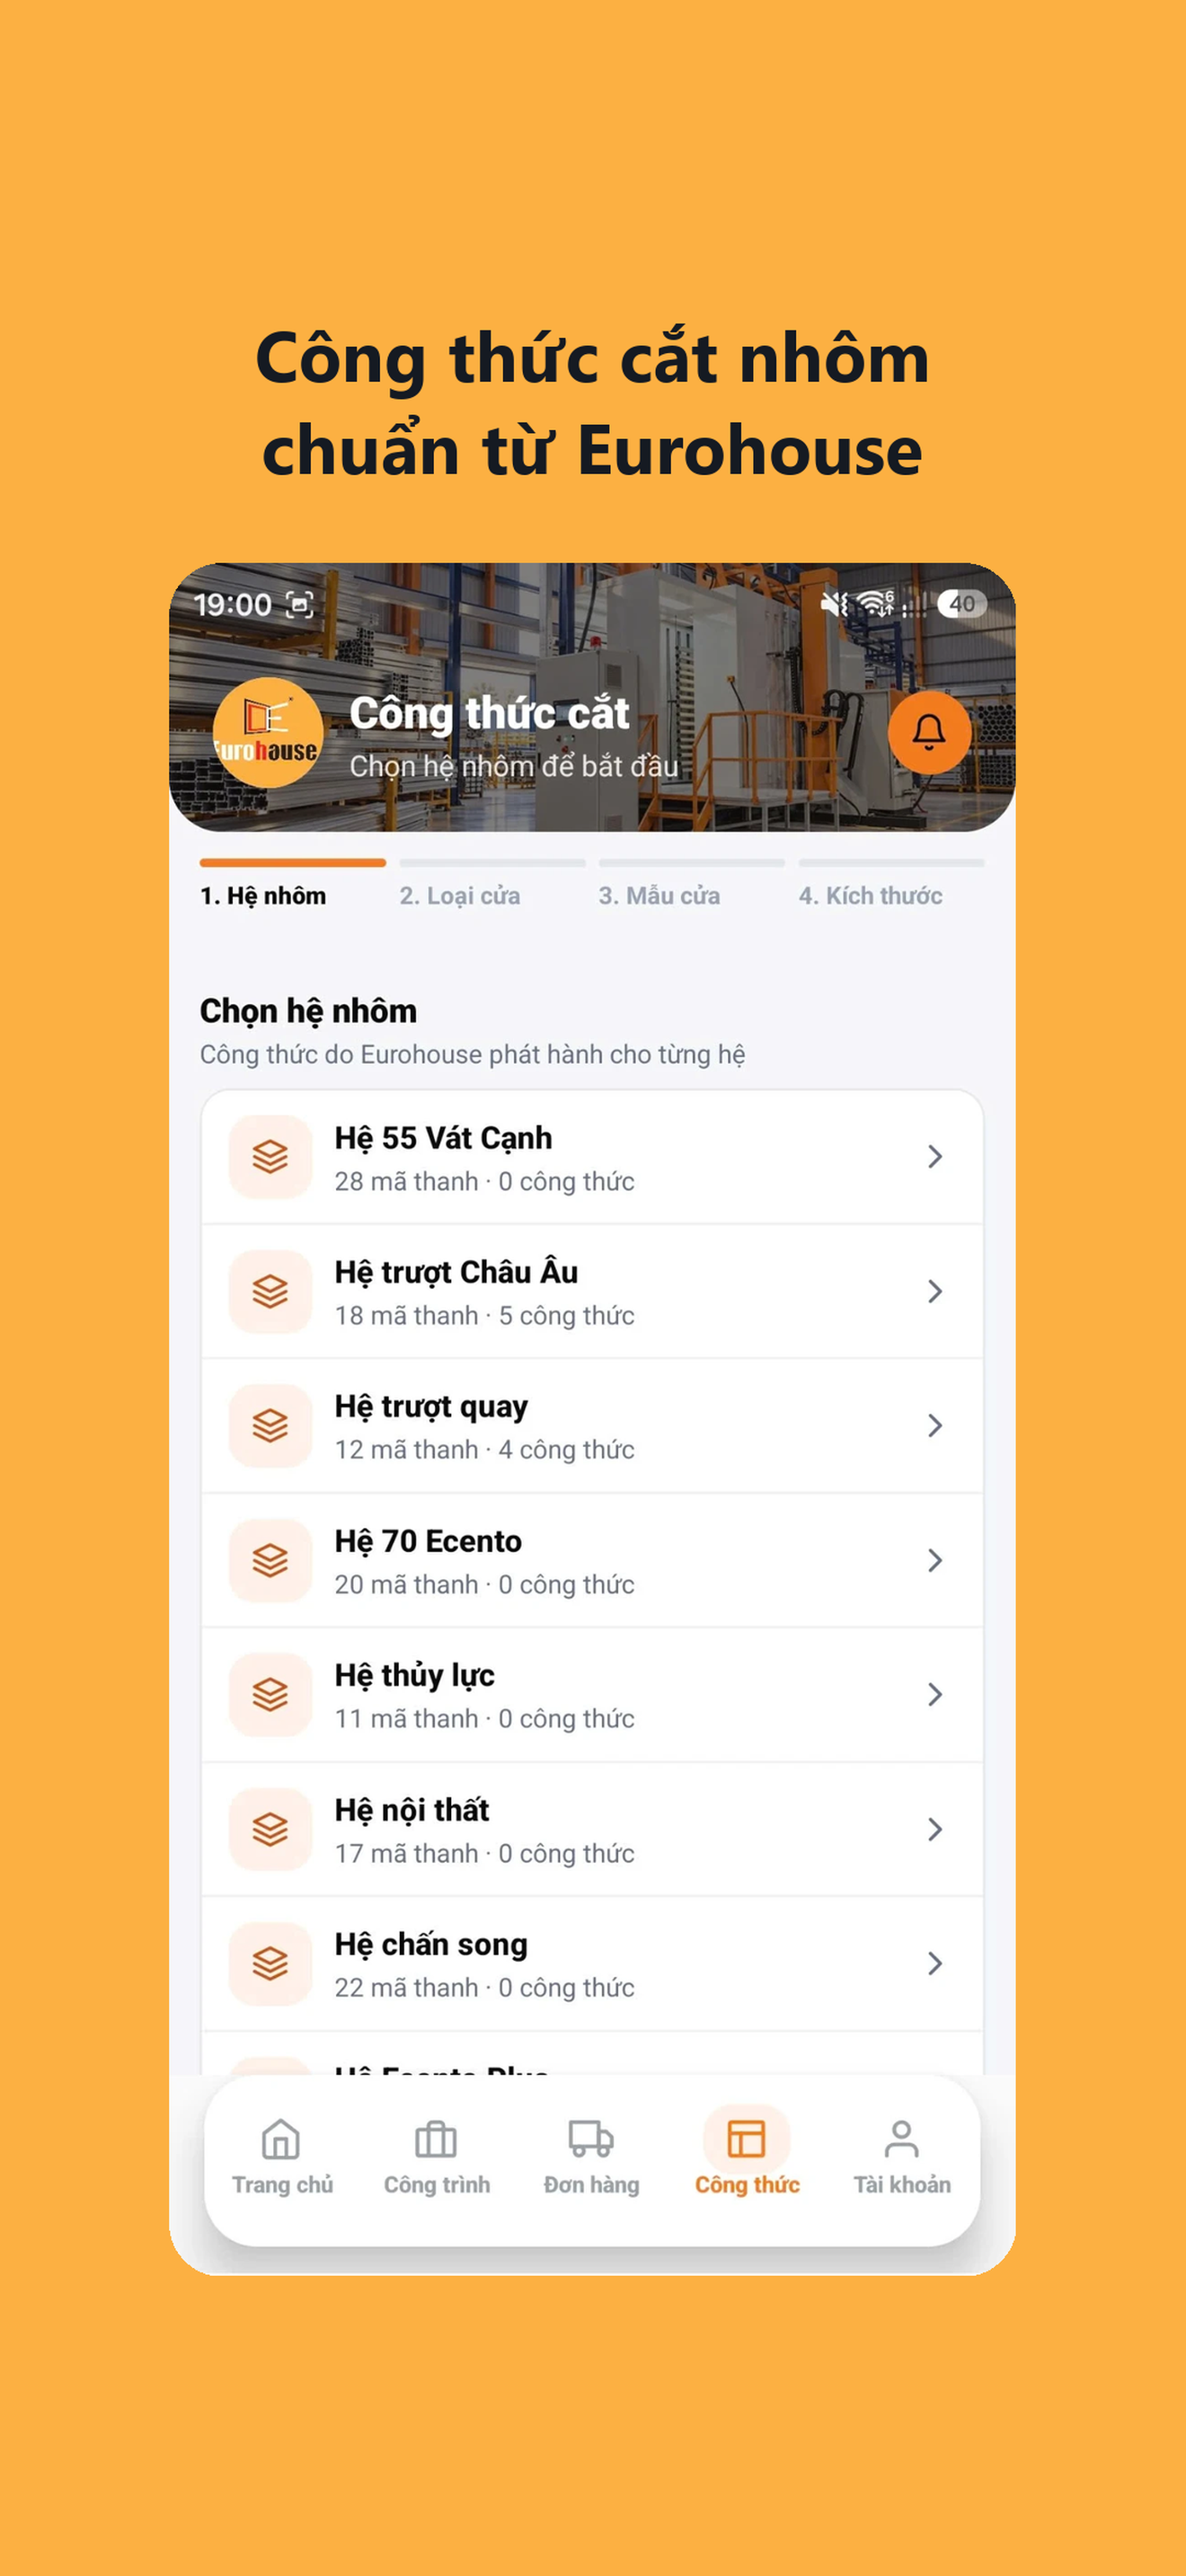 Công thức cắt nhôm
chuẩn từ Eurohouse
19:00
6
40
Eurohause
Công thức cắt
Chọn hệ nhôm để bắt đầu
1. Hệ nhôm
2. Loại cửa
3. Mẫu cửa
4. Kích thước
Chọn hệ nhôm
Công thức do Eurohouse phát hành cho từng hệ
Hệ 55 Vát Cạnh
28 mã thanh · 0 công thức
Hệ trượt Châu Âu
18 mã thanh · 5 công thức
Hệ trượt quay
12 mã thanh · 4 công thức
Hệ 70 Ecento
20 mã thanh · 0 công thức
Hệ thủy lực
11 mã thanh · 0 công thức
Hệ nội thất
17 mã thanh · 0 công thức
Hệ chấn song
22 mã thanh · 0 công thức
Hệ Ecento Plus
Trang chủ
Công trình
Đơn hàng
Công thức
Tài khoản